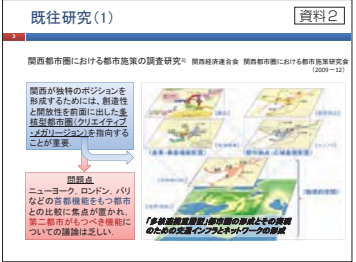 既往研究(1)
資料2
3
関西都市圏における都市施策の調査研究²⁾ 関西経済連合会 関西都市圏における都市施策研究会
(2009－12)
関西が独特のポジションを
形成するためには、創造性
と開放性を前面に出した多
核型都市圏(クリエイティブ
・メガリージョン)を指向する
ことが重要.
問題点
ニューヨーク、ロンドン、パリ
などの首都機能をもつ都市
との比較に焦点が置かれ、
第二都市がもつべき機能に
ついての議論は乏しい.
「多核連携重層型」都市圏の形成とその実現
のための交通インフラとネットワークの形成